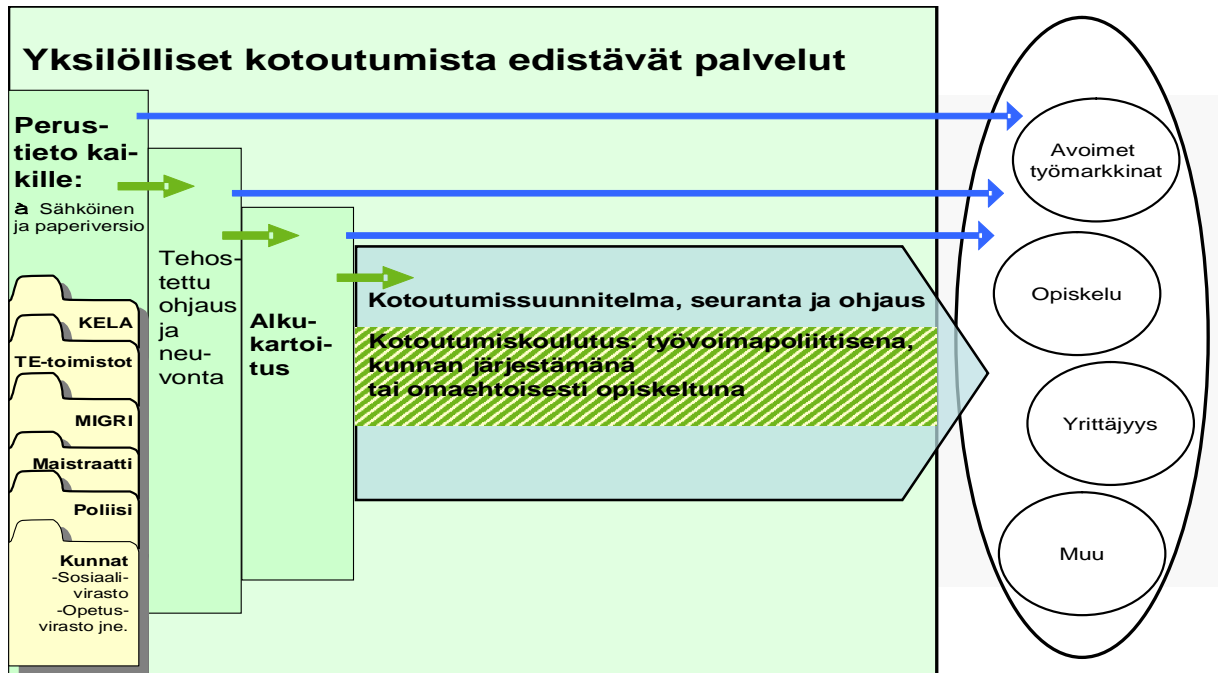 Yksilölliset kotoutumista edistävät palvelut
Perus-
tieto kai-
kille:
à Sähköinen
ja paperiversio
KELA
TE-toimistot
MIGRI
Maistraatti
Poliisi
Kunnat
-Sosiaali-
virasto
-Opetus-
virasto jne.
Tehos-
tettu
ohjaus
ja
neu-
vonta
Alku-
kartoi-
tus
Kotoutumissuunnitelma, seuranta ja ohjaus
Kotoutumiskoulutus: työvoimapoliittisena,
kunnan järjestämänä
tai omaehtoisesti opiskeltuna
Avoimet
työmarkkinat
Opiskelu
Yrittäjyys
Muu